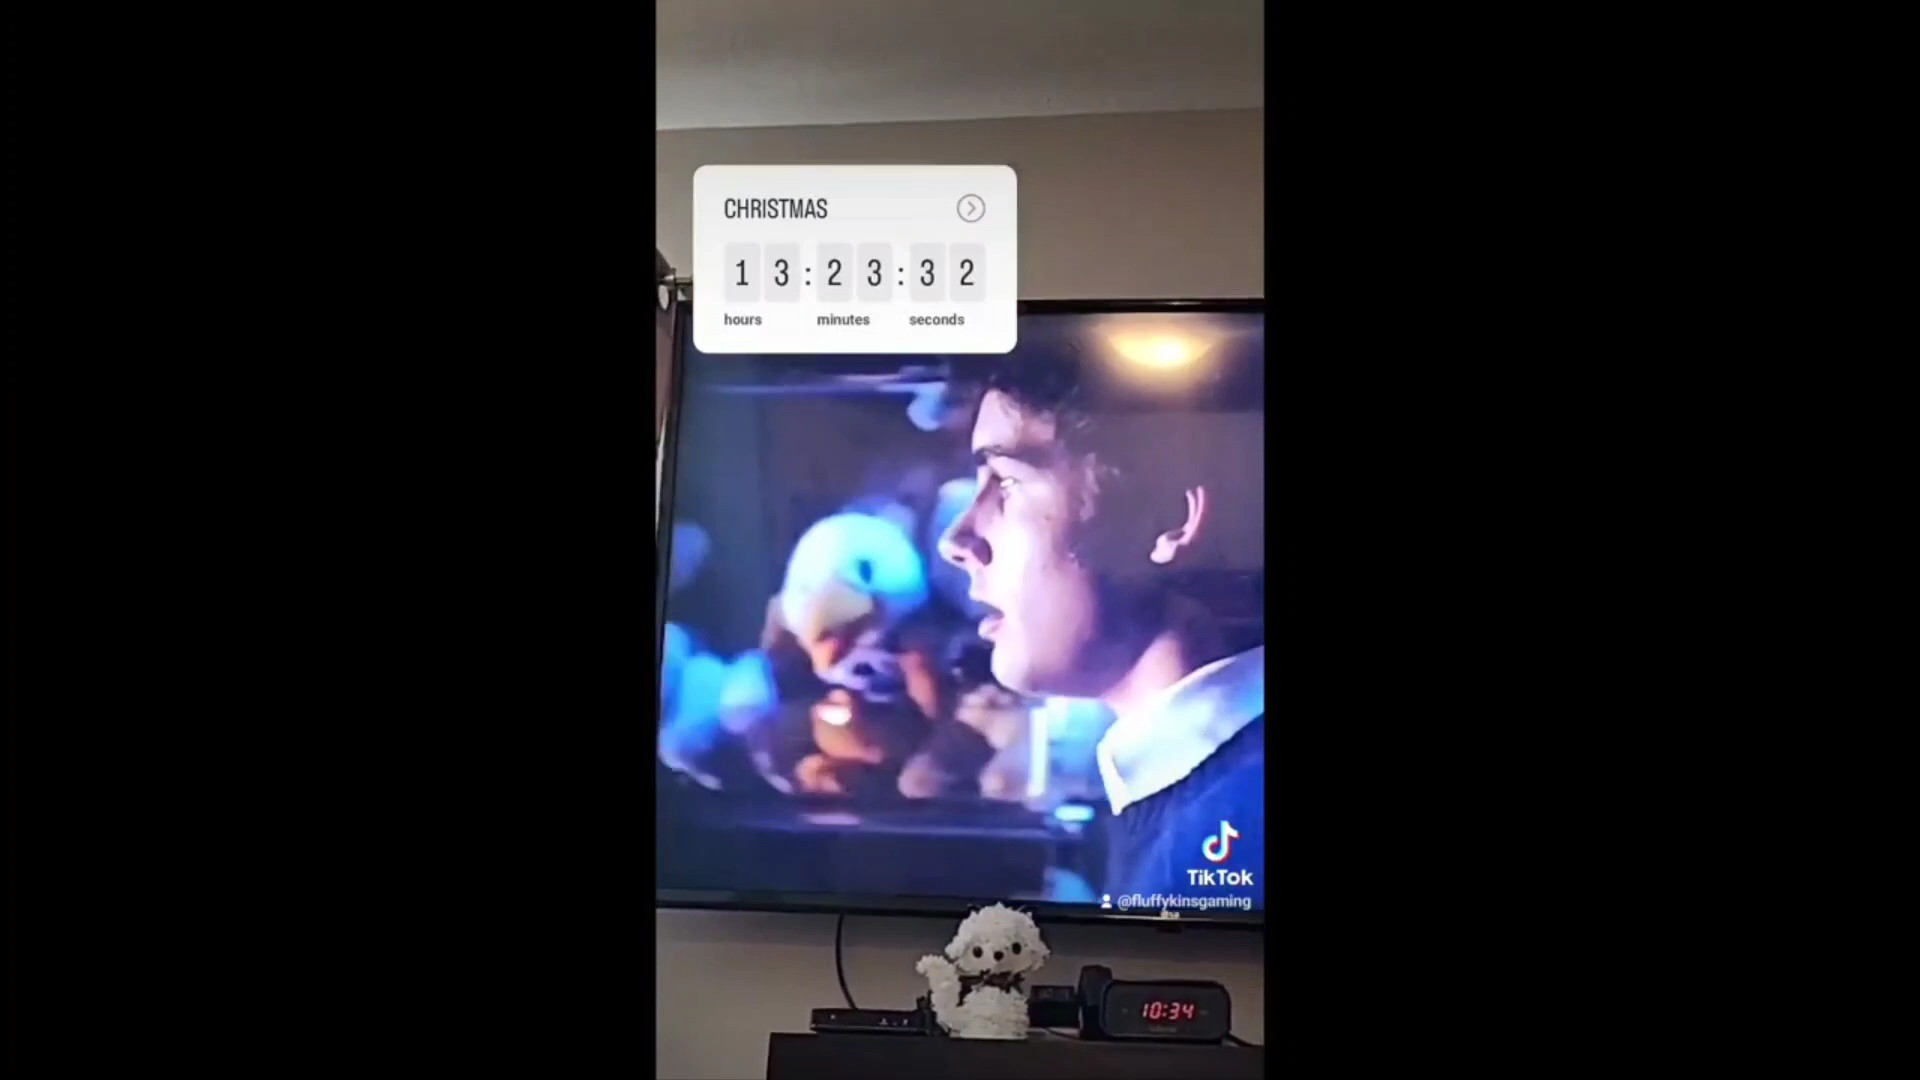 CHRISTMAS
13:23:32
hours minutes seconds
TikTok
@fluffykinsgaming
10:34